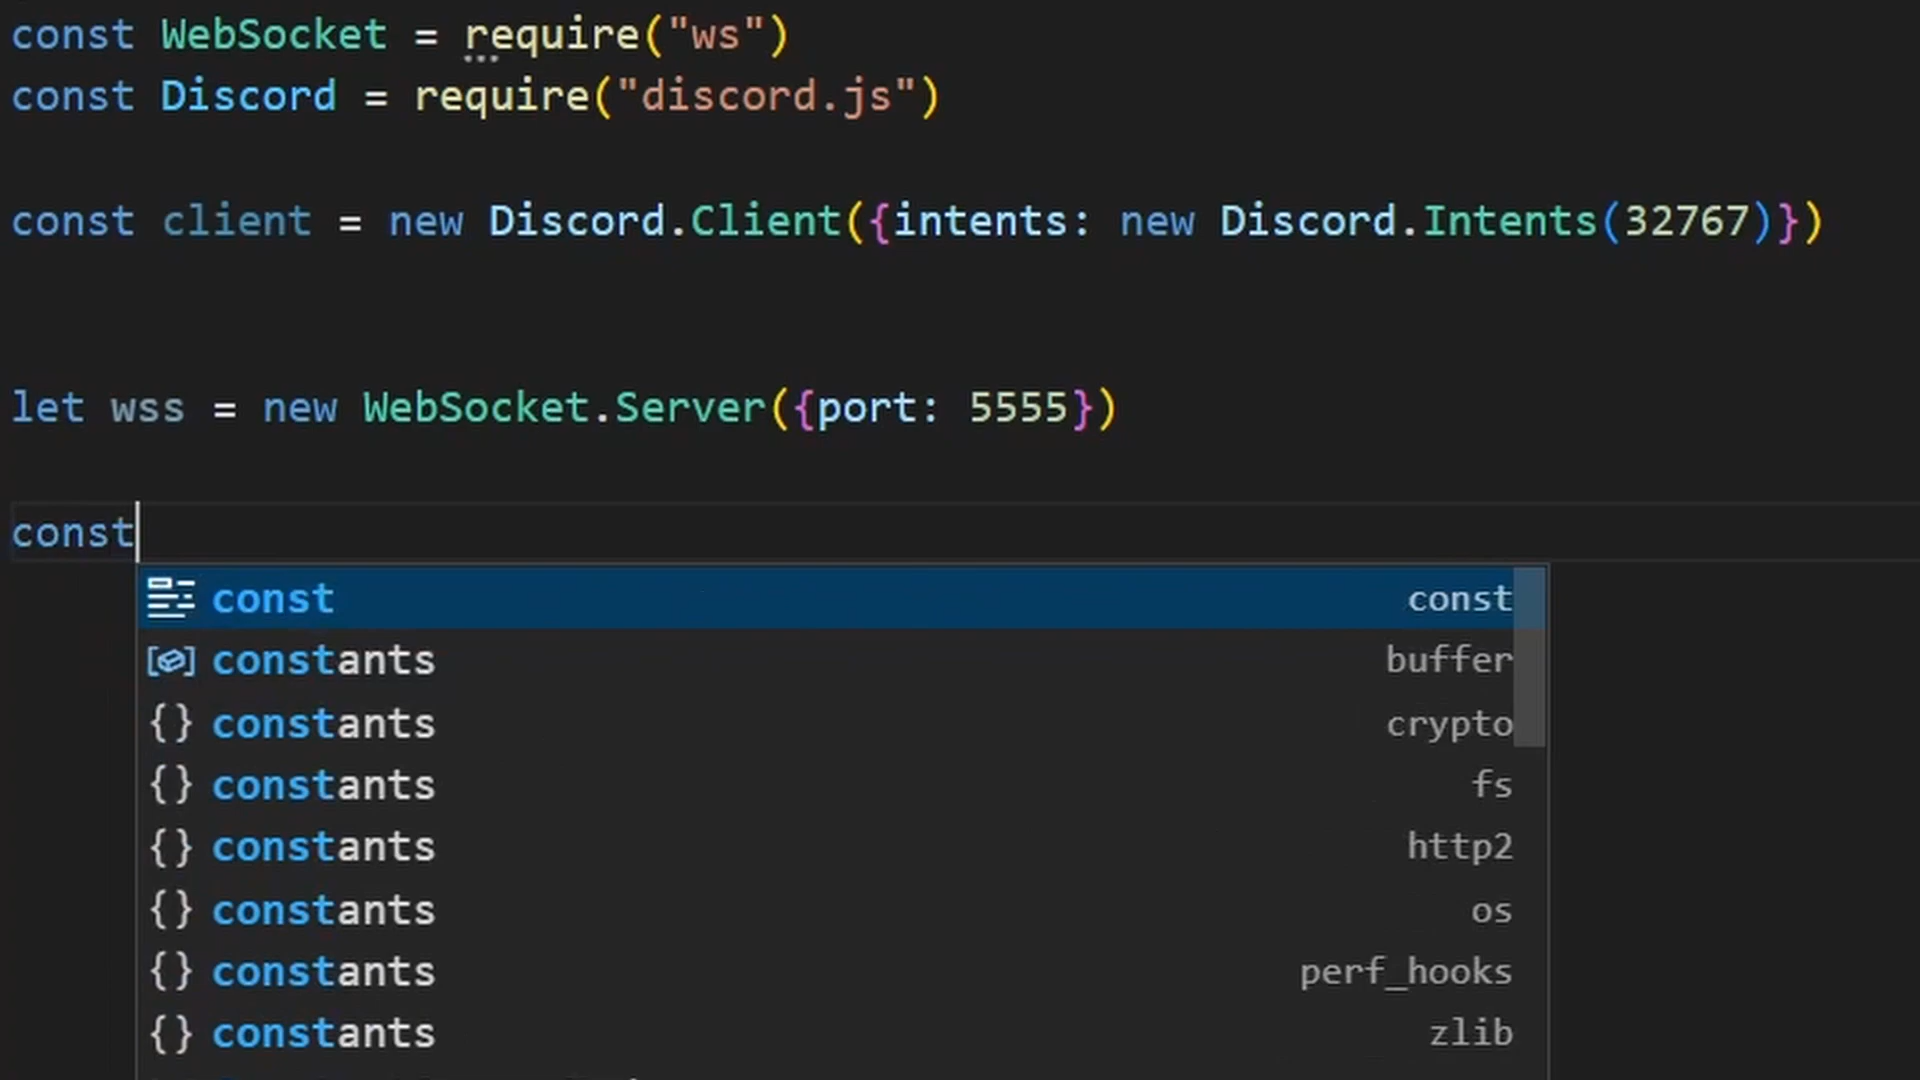 const WebSocket = require("ws")
const Discord = require("discord.js")
const client = new Discord.Client({intents: new Discord.Intents(32767)})
let wss = new WebSocket.Server({port: 5555})
const
const const
constants buffer
{} constants crypto
{} constants fs
{} constants http2
{} constants os
{} constants perf_hooks
{} constants zlib